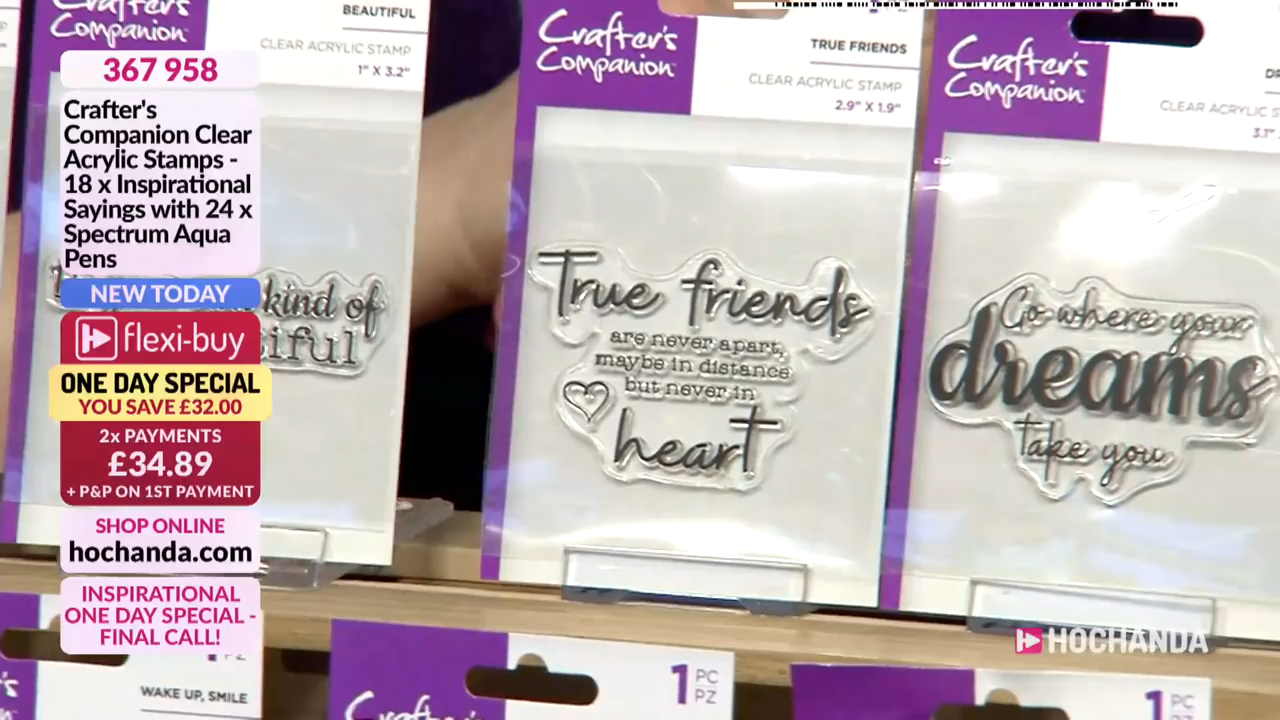 367 958
Crafter's
Companion Clear
Acrylic Stamps -
18 x Inspirational
Sayings with 24 x
Spectrum Aqua
Pens
NEW TODAY
flexi-buy
ONE DAY SPECIAL
YOU SAVE £32.00
2x PAYMENTS
£34.89
+ P&P ON 1ST PAYMENT
SHOP ONLINE
hochanda.com
INSPIRATIONAL
ONE DAY SPECIAL -
FINAL CALL!
Crafter's
Companion
BEAUTIFUL
CLEAR ACRYLIC STAMP
1" X 3.2"
kind of
Crafter's
Companion
TRUE FRIENDS
CLEAR ACRYLIC STAMP
2.9" X 1.9"
True friends
are never apart,
maybe in distance
but never in
heart
Crafter's
Companion
CLEAR ACRYLIC
3.1"
Go where your
dreams
take you
HOCHANDA
WAKE UP, SMILE
Crafter's
1 PC
PZ
1 PC
PZ